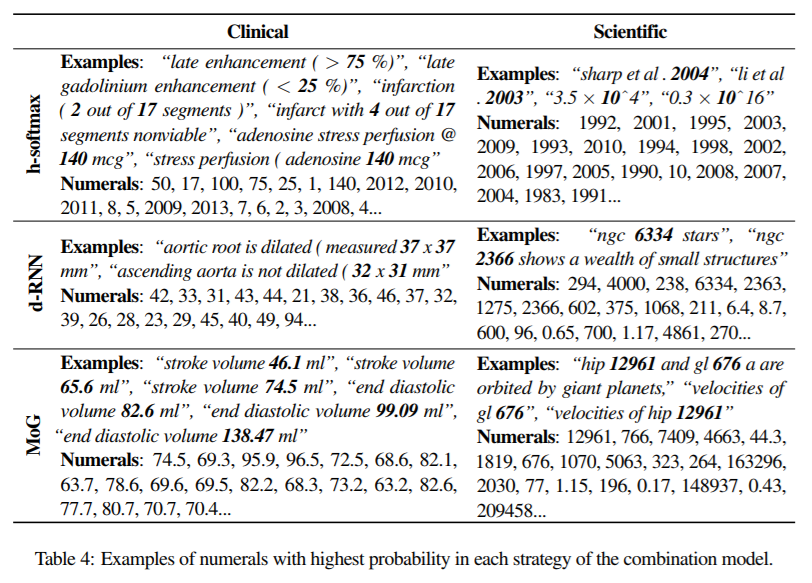 Clinical
Scientific
h-softmax
Examples: “late enhancement ( > 75 %)”, “late
gadolinium enhancement ( < 25 %)”, “infarction
( 2 out of 17 segments )”, “infarct with 4 out of 17
segments nonviable”, “adenosine stress perfusion @
140 mcg”, “stress perfusion ( adenosine 140 mcg”
Numerals: 50, 17, 100, 75, 25, 1, 140, 2012, 2010,
2011, 8, 5, 2009, 2013, 7, 6, 2, 3, 2008, 4...
Examples: “sharp et al . 2004”, “li et al
. 2003”, “3.5 × 10ˆ4”, “0.3 × 10ˆ16”
Numerals: 1992, 2001, 1995, 2003,
2009, 1993, 2010, 1994, 1998, 2002,
2006, 1997, 2005, 1990, 10, 2008, 2007,
2004, 1983, 1991...
d-RNN
Examples: “aortic root is dilated ( measured 37 x 37
mm”, “ascending aorta is not dilated ( 32 x 31 mm”
Numerals: 42, 33, 31, 43, 44, 21, 38, 36, 46, 37, 32,
39, 26, 28, 23, 29, 45, 40, 49, 94...
Examples: “ngc 6334 stars”, “ngc
2366 shows a wealth of small structures”
Numerals: 294, 4000, 238, 6334, 2363,
1275, 2366, 602, 375, 1068, 211, 6.4, 8.7,
600, 96, 0.65, 700, 1.17, 4861, 270...
MoG
Examples: “stroke volume 46.1 ml”, “stroke volume
65.6 ml”, “stroke volume 74.5 ml”, “end diastolic
volume 82.6 ml”, “end diastolic volume 99.09 ml”,
“end diastolic volume 138.47 ml”
Numerals: 74.5, 69.3, 95.9, 96.5, 72.5, 68.6, 82.1,
63.7, 78.6, 69.6, 69.5, 82.2, 68.3, 73.2, 63.2, 82.6,
77.7, 80.7, 70.7, 70.4...
Examples: “hip 12961 and gl 676 a are
orbited by giant planets,” “velocities of
gl 676”, “velocities of hip 12961”
Numerals: 12961, 766, 7409, 4663, 44.3,
1819, 676, 1070, 5063, 323, 264, 163296,
2030, 77, 1.15, 196, 0.17, 148937, 0.43,
209458...
Table 4: Examples of numerals with highest probability in each strategy of the combination model.